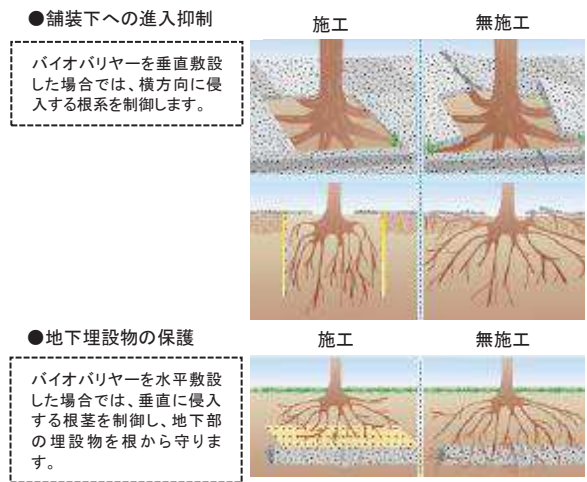 ●舗装下への進入抑制
施工
無施工
バイオバリヤーを垂直敷設
した場合では、横方向に侵
入する根系を制御します。
●地下埋設物の保護
施工
無施工
バイオバリヤーを水平敷設
した場合では、垂直に侵入
する根茎を制御し、地下部
の埋設物を根から守りま
す。